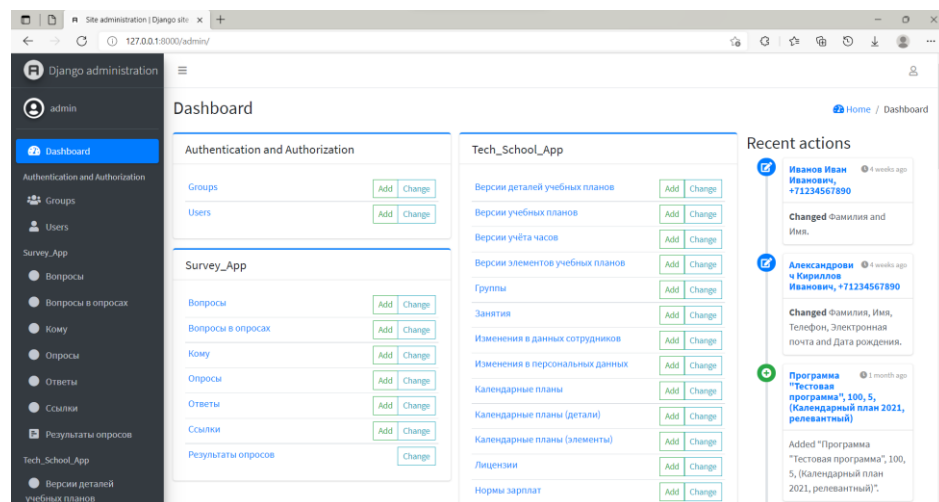 Site administration | Django site
127.0.0.1:8000/admin/
Django administration
admin
Dashboard
Authentication and Authorization
Groups
Users
Survey_App
Вопросы
Вопросы в опросах
Кому
Опросы
Ответы
Ссылки
Результаты опросов
Tech_School_App
Версии деталей
учебных планов
Dashboard
Home / Dashboard
Authentication and Authorization
Groups Add Change
Users Add Change
Survey_App
Вопросы Add Change
Вопросы в опросах Add Change
Кому Add Change
Опросы Add Change
Ответы Add Change
Ссылки Add Change
Результаты опросов Change
Tech_School_App
Версии деталей учебных планов Add Change
Версии учебных планов Add Change
Версии учёта часов Add Change
Версии элементов учебных планов Add Change
Группы Add Change
Занятия Add Change
Изменения в данных сотрудников Add Change
Изменения в персональных данных Add Change
Календарные планы Add Change
Календарные планы (детали) Add Change
Календарные планы (элементы) Add Change
Лицензии Add Change
Нормы зарплат Add Change
Recent actions
Иванов Иван 4 weeks ago
Иванович,
+71234567890
Changed Фамилия and
Имя.
Александрови 4 weeks ago
ч Кириллов
Иванович, +71234567890
Changed Фамилия, Имя,
Телефон, Электронная
почта and Дата рождения.
Программа 1 month ago
"Тестовая
программа", 100, 5,
(Календарный план 2021,
релевантный)
Added "Программа
"Тестовая программа", 100,
5, (Календарный план
2021, релевантный)".